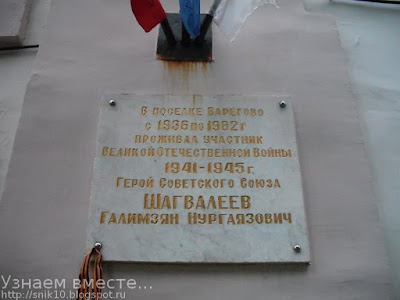 В ПОСЕЛКЕ ВАРЕГОВО
С 1936 ПО 1982 Г
ПРОЖИВАЛ УЧАСТНИК
ВЕЛИКОЙ ОТЕЧЕСТВЕННОЙ ВОЙНЫ
1941-1945 Г.
ГЕРОЙ СОВЕТСКОГО СОЮЗА
ШАГВАЛЕЕВ
ГАЛИМЗЯН НУРГАЯЗОВИЧ
Узнаем вместе...
http://snik10.blogspot.ru